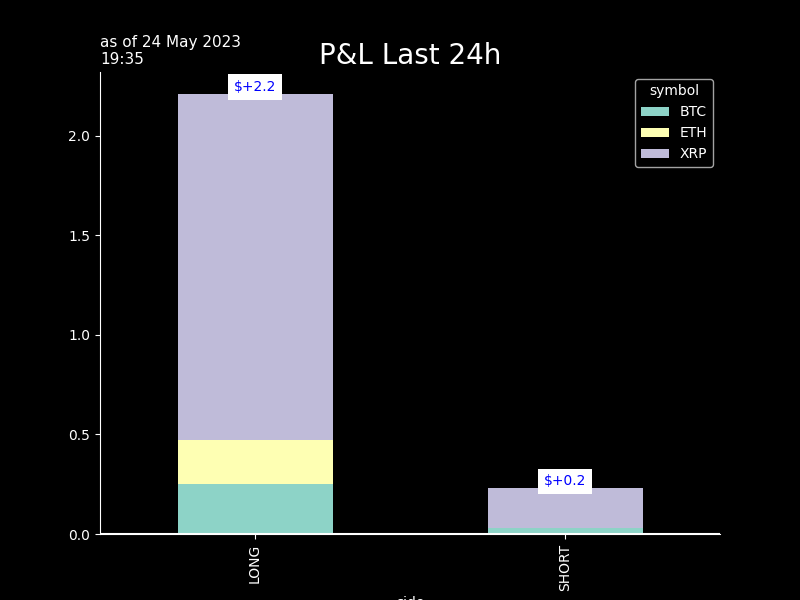 as of 24 May 2023
19:35
P&L Last 24h
$+2.2
symbol
BTC
ETH
XRP
2.0
1.5
1.0
0.5
0.0
$+0.2
LONG
SHORT
side